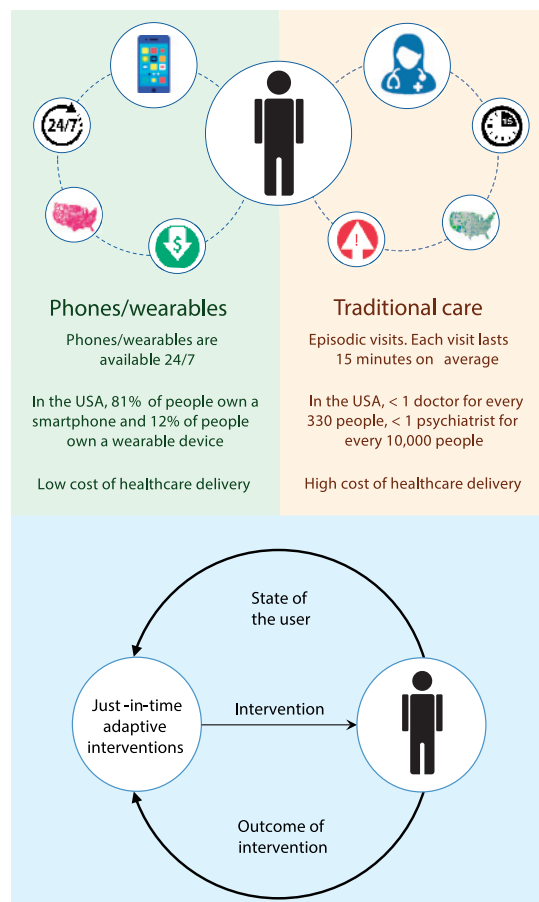 24/7
15
$
!
Phones/wearables
Phones/wearables are
available 24/7
In the USA, 81% of people own a
smartphone and 12% of people
own a wearable device
Low cost of healthcare delivery
Traditional care
Episodic visits. Each visit lasts
15 minutes on average
In the USA, < 1 doctor for every
330 people, < 1 psychiatrist for
every 10,000 people
High cost of healthcare delivery
State of
the user
Just-in-time
adaptive
interventions
Intervention
Outcome of
intervention